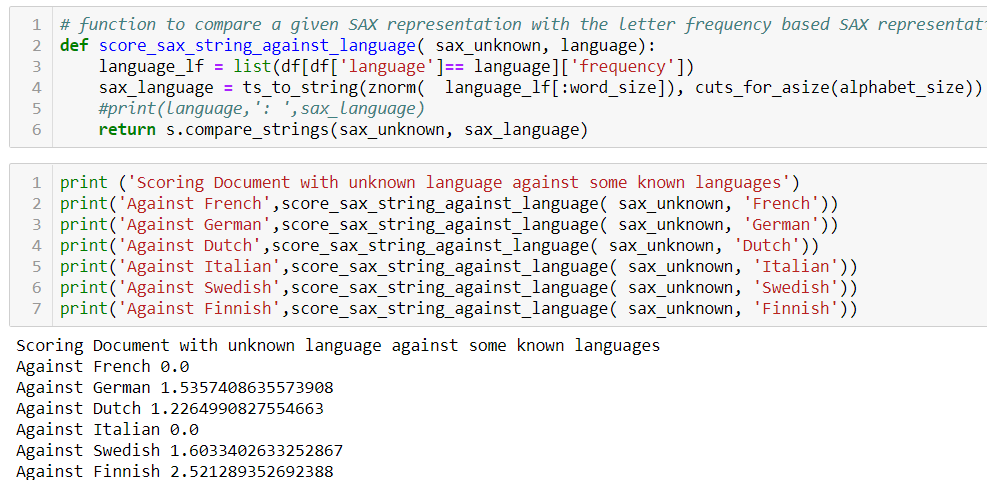 1 # function to compare a given SAX representation with the letter frequency based SAX representat
2 def score_sax_string_against_language( sax_unknown, language):
3     language_lf = list(df[df['language']== language]['frequency'])
4     sax_language = ts_to_string(znorm(  language_lf[:word_size]), cuts_for_asize(alphabet_size))
5     #print(language,': ',sax_language)
6     return s.compare_strings(sax_unknown, sax_language)
1 print ('Scoring Document with unknown language against some known languages')
2 print('Against French',score_sax_string_against_language( sax_unknown, 'French'))
3 print('Against German',score_sax_string_against_language( sax_unknown, 'German'))
4 print('Against Dutch',score_sax_string_against_language( sax_unknown, 'Dutch'))
5 print('Against Italian',score_sax_string_against_language( sax_unknown, 'Italian'))
6 print('Against Swedish',score_sax_string_against_language( sax_unknown, 'Swedish'))
7 print('Against Finnish',score_sax_string_against_language( sax_unknown, 'Finnish'))
Scoring Document with unknown language against some known languages
Against French 0.0
Against German 1.5357408635573908
Against Dutch 1.2264990827554663
Against Italian 0.0
Against Swedish 1.6033402633252867
Against Finnish 2.521289352692388